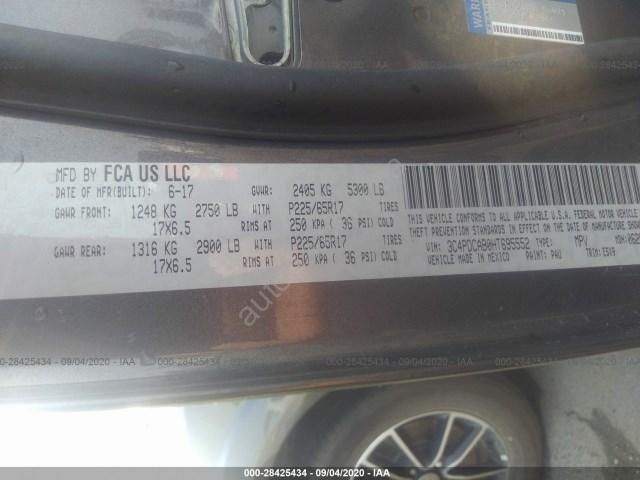 WARN
MFD BY FCA US LLC
DATE OF MFR(BUILT): 6-17 GVWR: 2405 KG 5300 LB
GAWR FRONT: 1248 KG 2750 LB WITH P225/65R17 TIRES
17X6.5 RIMS AT 250 KPA ( 36 PSI) COLD
GAWR REAR: 1316 KG 2900 LB WITH P225/65R17 TIRES
17X6.5 RIMS AT 250 KPA ( 36 PSI) COLD
THIS VEHICLE CONFORMS TO ALL APPLICABLE U.S.A. FEDERAL MOTOR
THEFT PREVENTION STANDARDS IN EFFECT ON THE DATE OF MANUFACTURE SHOWN
VIN: 3C4PDCAB0HT695552 TYPE: MPV MDH:
VEHICLE MADE IN MEXICO PAINT: PAU TRIM:
000-28425434 - 09/04/2020 - IAA